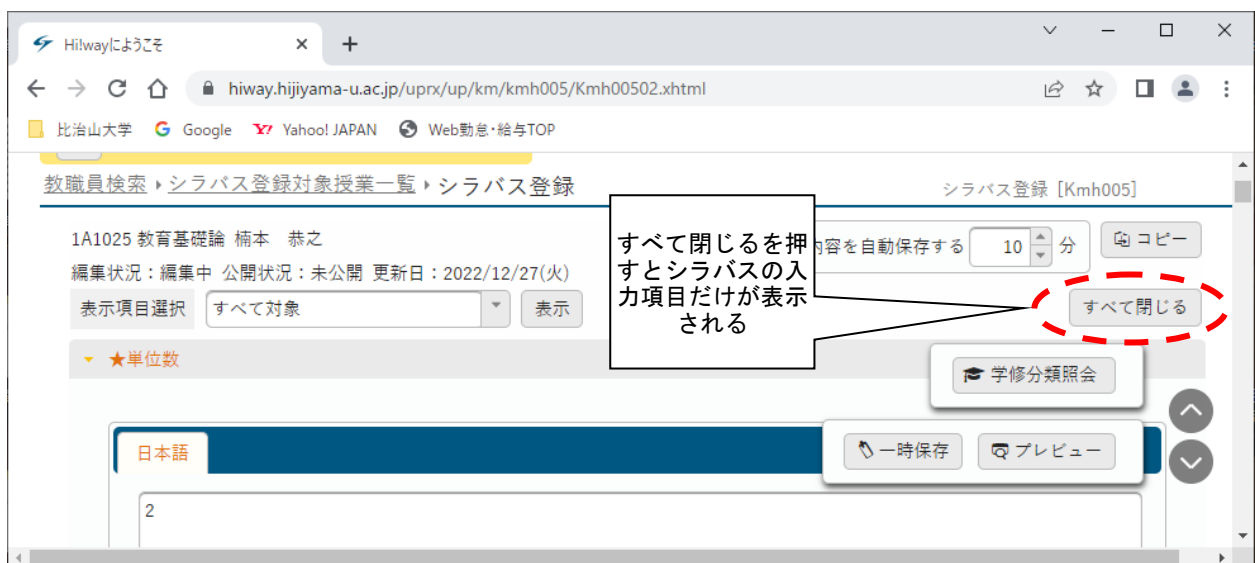 Hi!wayにようこそ
hiway.hijiyama-u.ac.jp/uprx/up/km/kmh005/Kmh00502.xhtml
比治山大学 Google Yahoo! JAPAN Web勤怠・給与TOP
教職員検索 シラバス登録対象授業一覧 シラバス登録
シラバス登録 [Kmh005]
1A1025 教育基礎論 楠本 恭之
内容を自動保存する 10 分 コピー
編集状況：編集中 公開状況：未公開 更新日：2022/12/27(火)
表示項目選択 すべて対象 表示
すべて閉じるを押
すとシラバスの入
力項目だけが表示
される
すべて閉じる
★単位数
学修分類照会
日本語
一時保存 プレビュー
2